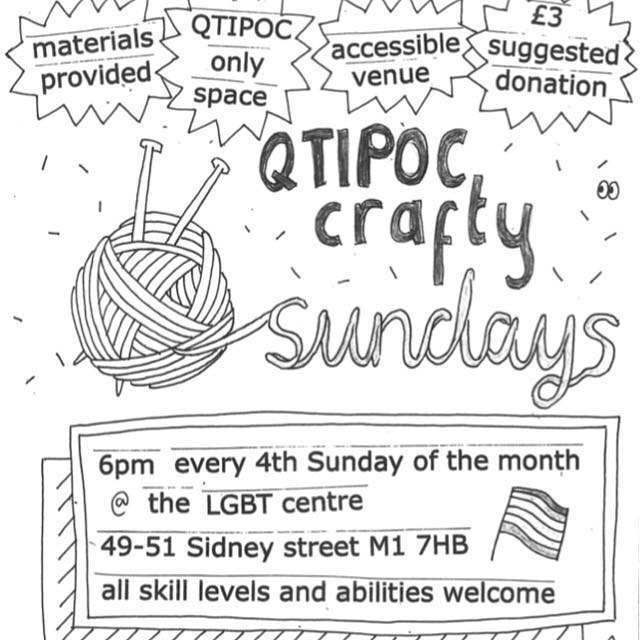 materials
provided
QTIPOC
only
space
accessible
venue
£3
suggested
donation
QTIPOC
crafty
sundays
6pm every 4th Sunday of the month
@ the LGBT centre
49-51 Sidney street M1 7HB
all skill levels and abilities welcome